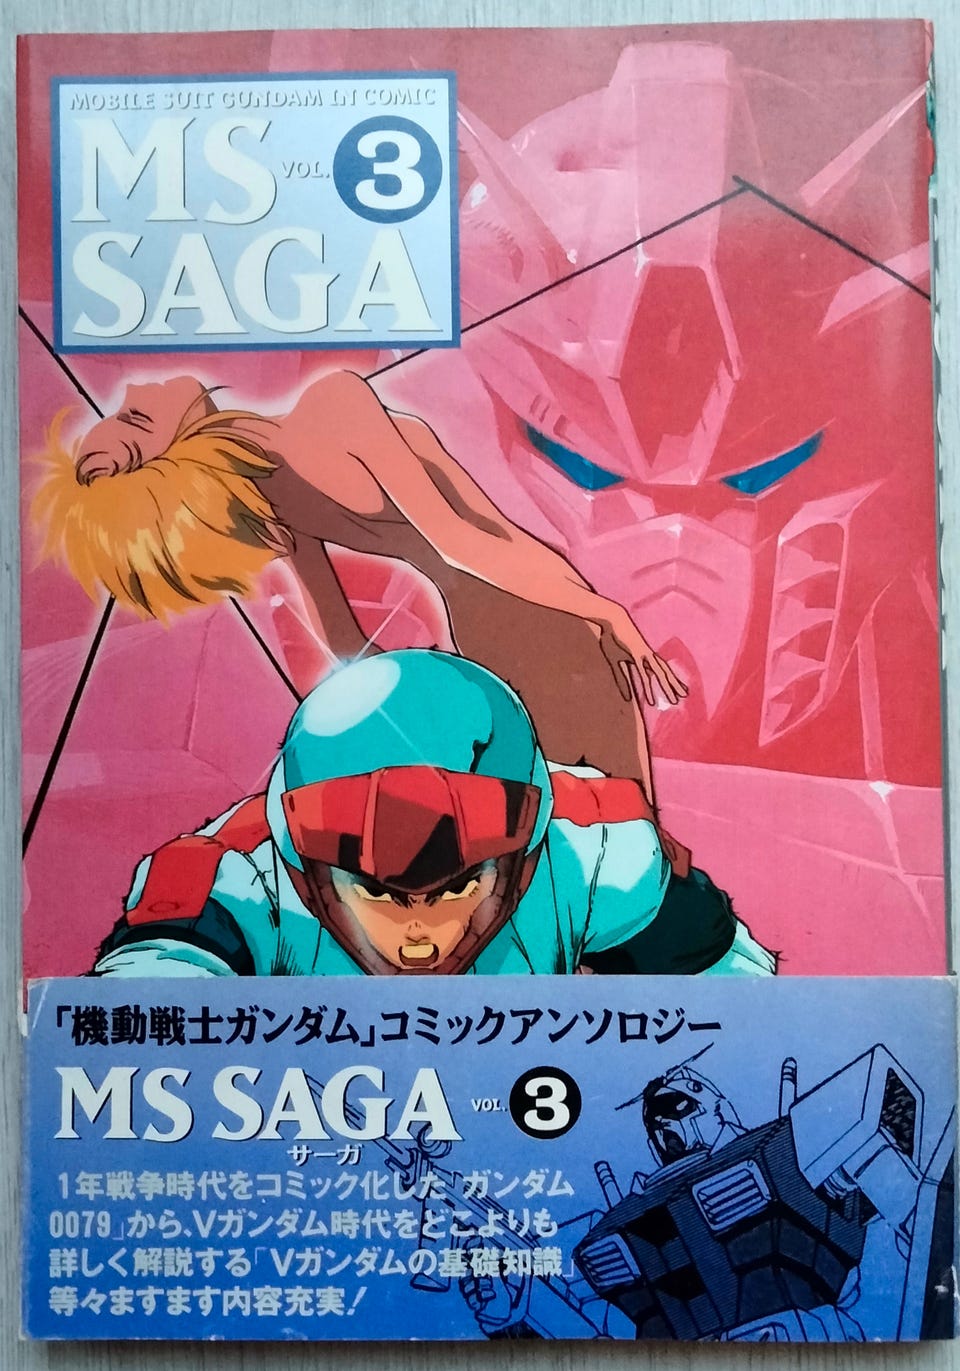 MOBILE SUIT GUNDAM IN COMIC
MS VOL. 3
SAGA
「機動戦士ガンダム」コミックアンソロジー
MS SAGA VOL. 3
サーガ
1年戦争時代をコミック化した「ガンダム
0079」から、Vガンダム時代をどこよりも
詳しく解説する「Vガンダムの基礎知識」
等々ますます内容充実!